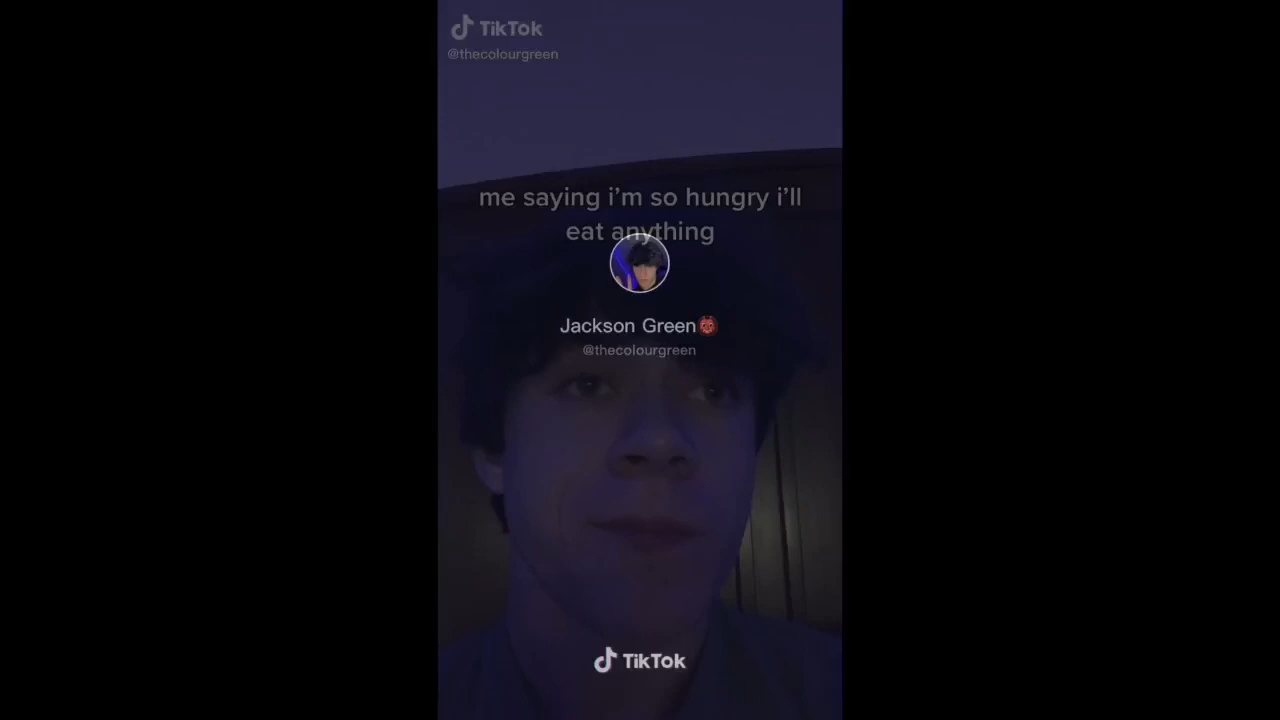 TikTok
@thecolourgreen
me saying i'm so hungry i'll
eat anything
Jackson Green👹
@thecolourgreen
TikTok